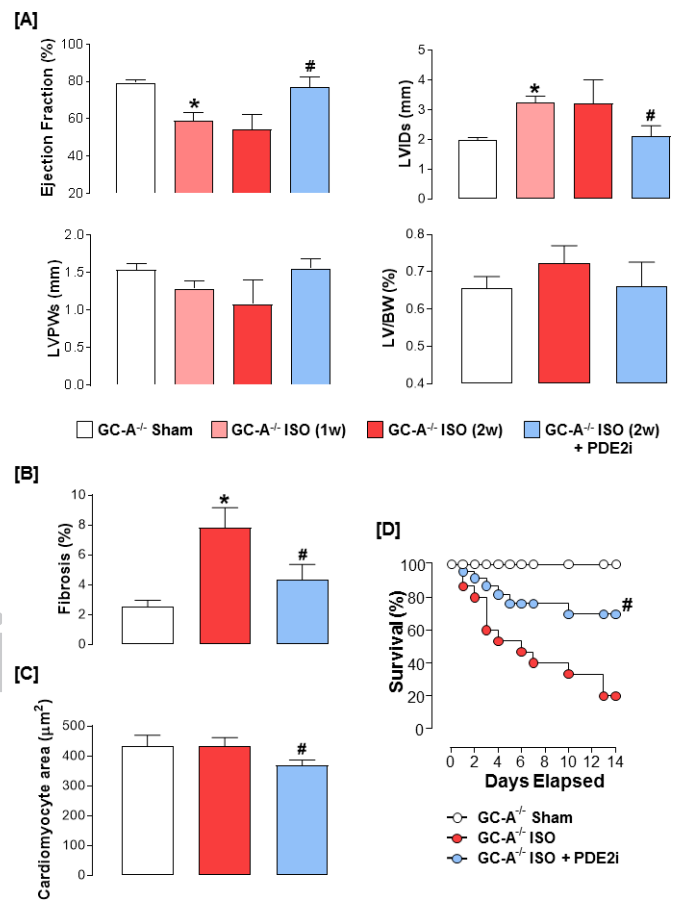 [A]
Ejection Fraction (%)
100
80
60
40
20
*
#
LVIDs (mm)
5
4
3
2
1
0
*
#
LVPWs (mm)
2.0
1.5
1.0
0.5
0.0
LV/BW (%)
0.8
0.7
0.6
0.5
0.4
GC-A⁻/⁻ Sham
GC-A⁻/⁻ ISO (1w)
GC-A⁻/⁻ ISO (2w)
GC-A⁻/⁻ ISO (2w)
+ PDE2i
[B]
Fibrosis (%)
10
8
6
4
2
0
*
#
[C]
Cardiomyocyte area (μm²)
500
400
300
200
100
0
#
[D]
Survival (%)
100
80
60
40
20
0
#
0 2 4 6 8 10 12 14
Days Elapsed
GC-A⁻/⁻ Sham
GC-A⁻/⁻ ISO
GC-A⁻/⁻ ISO + PDE2i